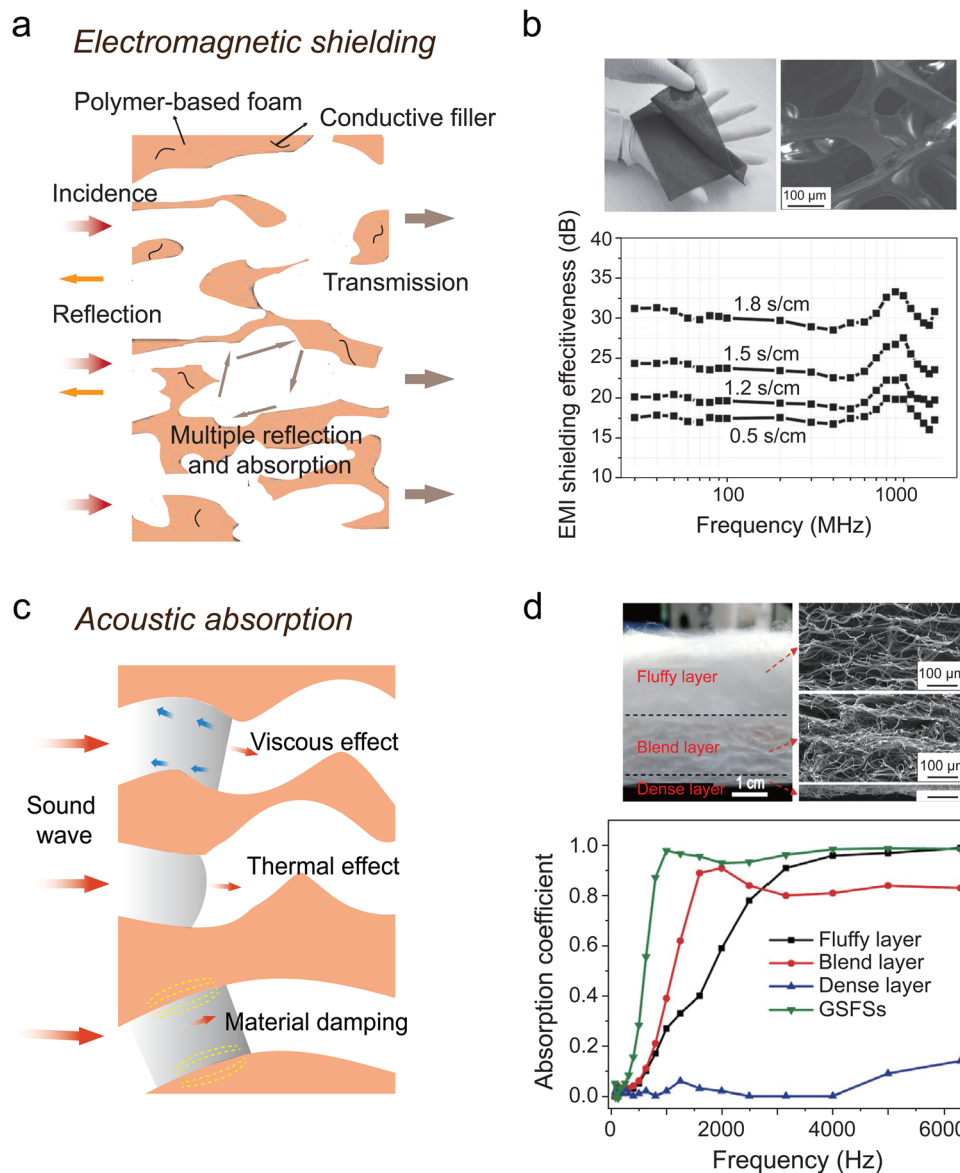 a
Electromagnetic shielding
Polymer-based foam
Conductive filler
Incidence
Transmission
Reflection
Multiple reflection
and absorption
b
100 µm
EMI shielding effecitiveness (dB)
40
35
30
25
20
15
10
1.8 s/cm
1.5 s/cm
1.2 s/cm
0.5 s/cm
100
1000
Frequency (MHz)
c
Acoustic absorption
Viscous effect
Sound
wave
Thermal effect
Material damping
d
Fluffy layer
Blend layer
Dense layer
1 cm
100 µm
100 µm
Absorption coefficient
1.0
0.8
0.6
0.4
0.2
0.0
Fluffy layer
Blend layer
Dense layer
GSFSs
0
2000
4000
6000
Frequency (Hz)